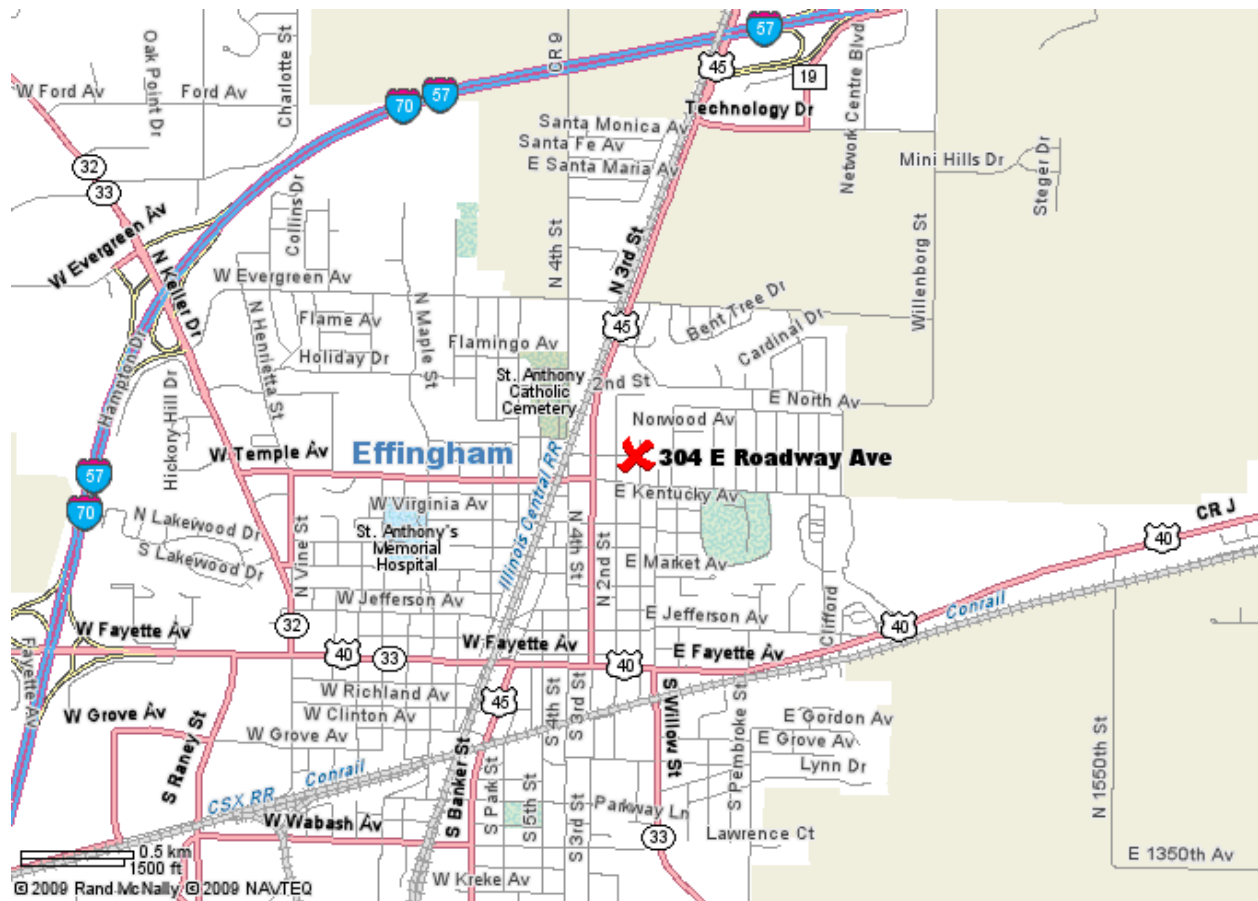 57
CR 9
45
19
Network Centre Blvd
Oak Point Dr
Charlotte St
W Ford Av
Ford Av
70
57
Technology Dr
Santa Monica Av
Santa Fe Av
E Santa Maria Av
Mini Hills Dr
Steger Dr
32
33
W Evergreen Av
N Keller Dr
Collins Dr
W Evergreen Av
N 4th St
N 3rd St
Willenborg St
N Henrietta St
Flame Av
Holiday Dr
N Maple St
Flamingo Av
45
Bent Tree Dr
Cardinal Dr
Hampton Dr
Hickory Hill Dr
St. Anthony
Catholic
Cemetery
2nd St
E North Av
Norwood Av
W Temple Av
Effingham
Illinois Central RR
304 E Roadway Ave
57
70
W Virginia Av
E Kentucky Av
N Lakewood Dr
S Lakewood Dr
N Vine St
St. Anthony's
Memorial
Hospital
N 4th St
N 2nd St
E Market Av
CR J
40
Conrail
W Jefferson Av
E Jefferson Av
Clifford
40
32
W Fayette Av
40
33
W Fayette Av
40
E Fayette Av
Fayette Av
W Richland Av
45
W Grove Av
W Clinton Av
S 4th St
S 3rd St
S Willow St
S Pembroke St
E Gordon Av
W Grove Av
E Grove Av
Lynn Dr
N 1550th St
S Raney St
Conrail
CSX RR
S Banker St
S Park St
S 5th St
S 3rd St
Parkway Ln
W Wabash Av
33
Lawrence Ct
E 1350th Av
W Kreke Av
0.5 km
1500 ft
© 2009 Rand McNally © 2009 NAVTEQ